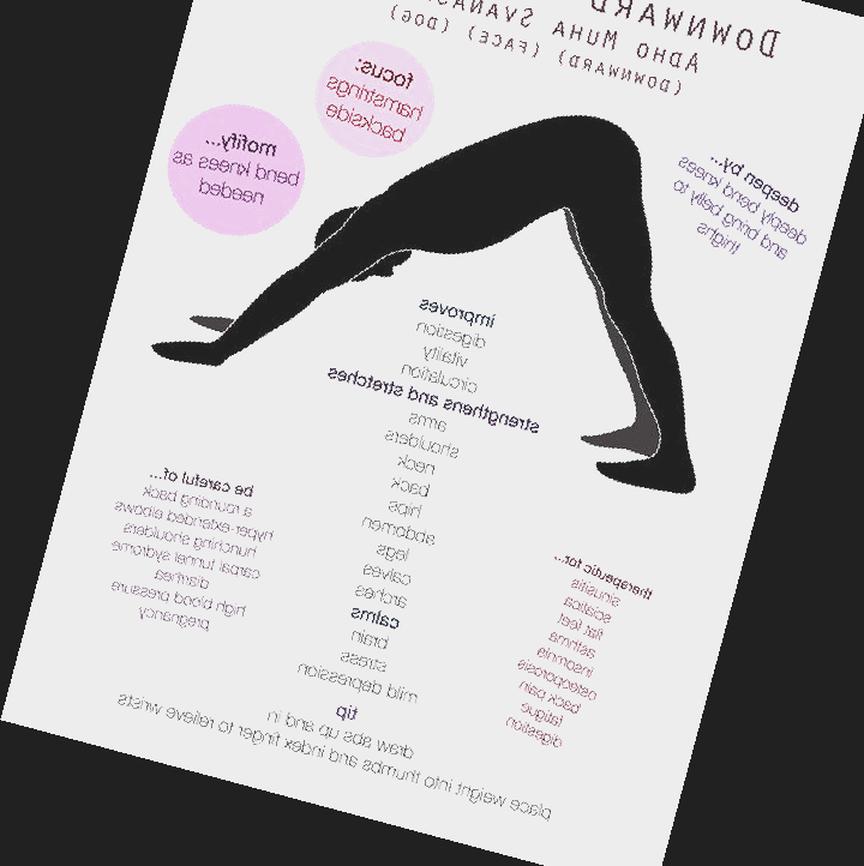 DOWNWARD
ADHO MUHA
(DOWNWARD) (FACE) (DOG)
focus:
hamstrings
backside
mofify...
bend knees as
needed
deepen by...
deeply bend knees
and bring belly to
thighs
improves
digestion
vitality
circulation
strengthens and stretches
arms
shoulders
neck
back
hips
abdomen
legs
calves
arches
calms
brain
stress
mild depression
tip
draw abs up and in
place weight into thumbs and index finger to relieve wrists
be careful of...
a rounding back
hyper-extended elbows
hunching shoulders
carpal tunnel sydrome
diarrhea
high blood pressure
pregnancy
therapeutic for...
sinusitis
sciatica
flat feet
asthma
insomnia
osteoporosis
back pain
fatigue
digestion